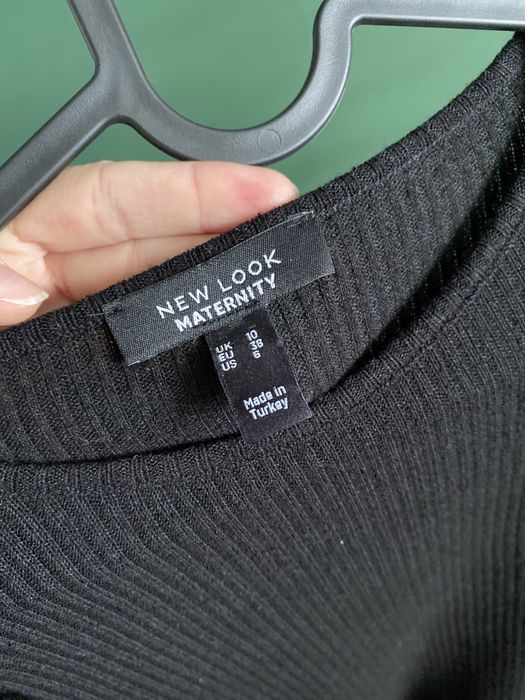 NEW LOOK
MATERNITY
UK 10
EU 38
US 6
Made in
Turkey